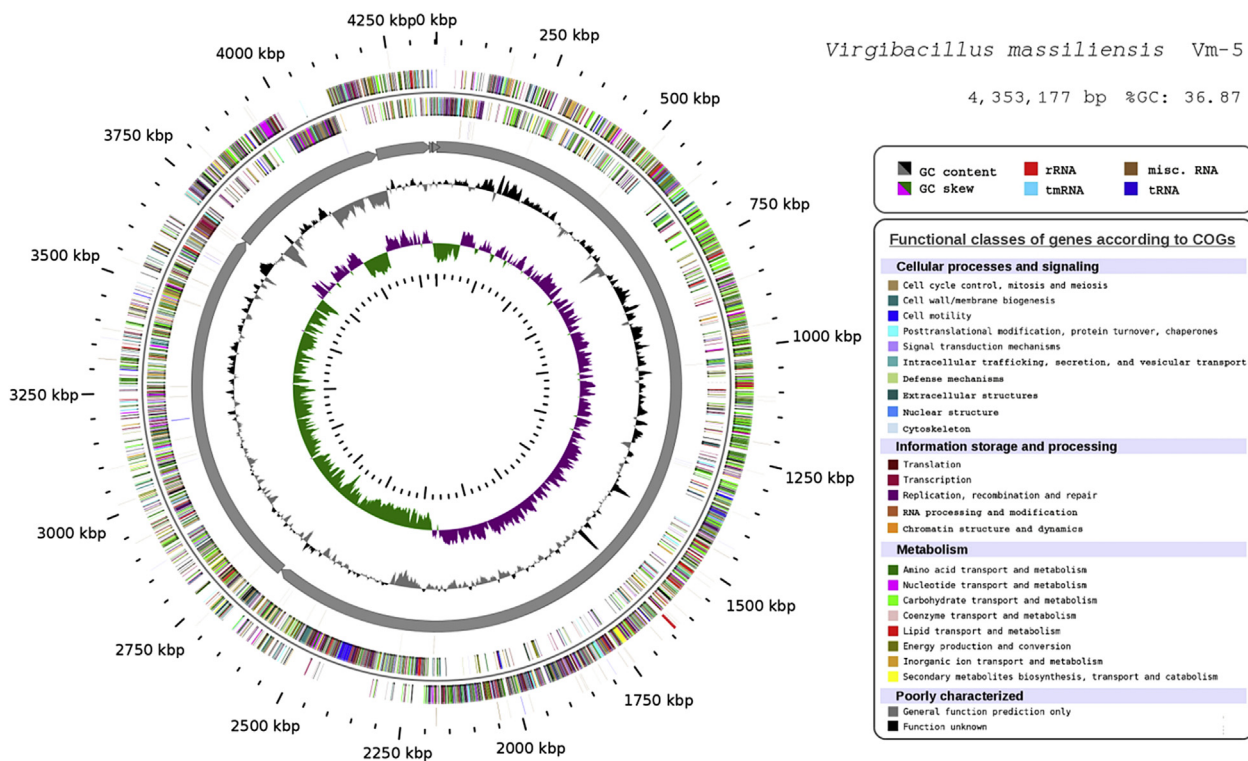 4250 kbp
0 kbp
250 kbp
500 kbp
750 kbp
1000 kbp
1250 kbp
1500 kbp
1750 kbp
2000 kbp
2250 kbp
2500 kbp
2750 kbp
3000 kbp
3250 kbp
3500 kbp
3750 kbp
4000 kbp
Virgibacillus massiliensis Vm-5
4,353,177 bp %GC: 36.87
GC content
rRNA
misc. RNA
GC skew
tmRNA
tRNA
Functional classes of genes according to COGs
Cellular processes and signaling
Cell cycle control, mitosis and meiosis
Cell wall/membrane biogenesis
Cell motility
Posttranslational modification, protein turnover, chaperones
Signal transduction mechanisms
Intracellular trafficking, secretion, and vesicular transport
Defense mechanisms
Extracellular structures
Nuclear structure
Cytoskeleton
Information storage and processing
Translation
Transcription
Replication, recombination and repair
RNA processing and modification
Chromatin structure and dynamics
Metabolism
Amino acid transport and metabolism
Nucleotide transport and metabolism
Carbohydrate transport and metabolism
Coenzyme transport and metabolism
Lipid transport and metabolism
Energy production and conversion
Inorganic ion transport and metabolism
Secondary metabolites biosynthesis, transport and catabolism
Poorly characterized
General function prediction only
Function unknown